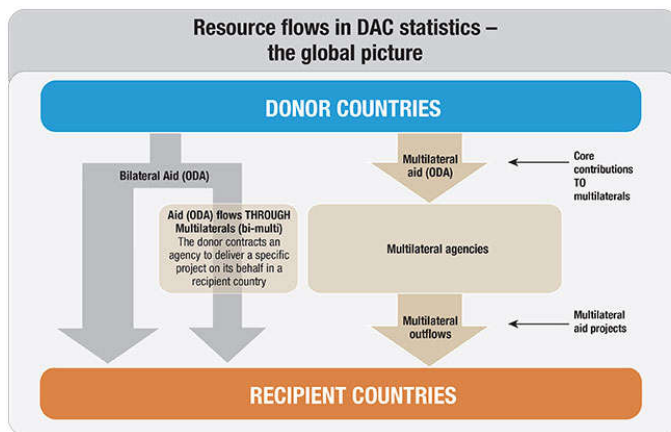 Resource flows in DAC statistics –
the global picture
DONOR COUNTRIES
Bilateral Aid (ODA)
Multilateral
aid (ODA)
Core
contributions
TO
multilaterals
Aid (ODA) flows THROUGH
Multilaterals (bi-multi)
The donor contracts an
agency to deliver a specific
project on its behalf in a
recipient country
Multilateral agencies
Multilateral
outflows
Multilateral
aid projects
RECIPIENT COUNTRIES